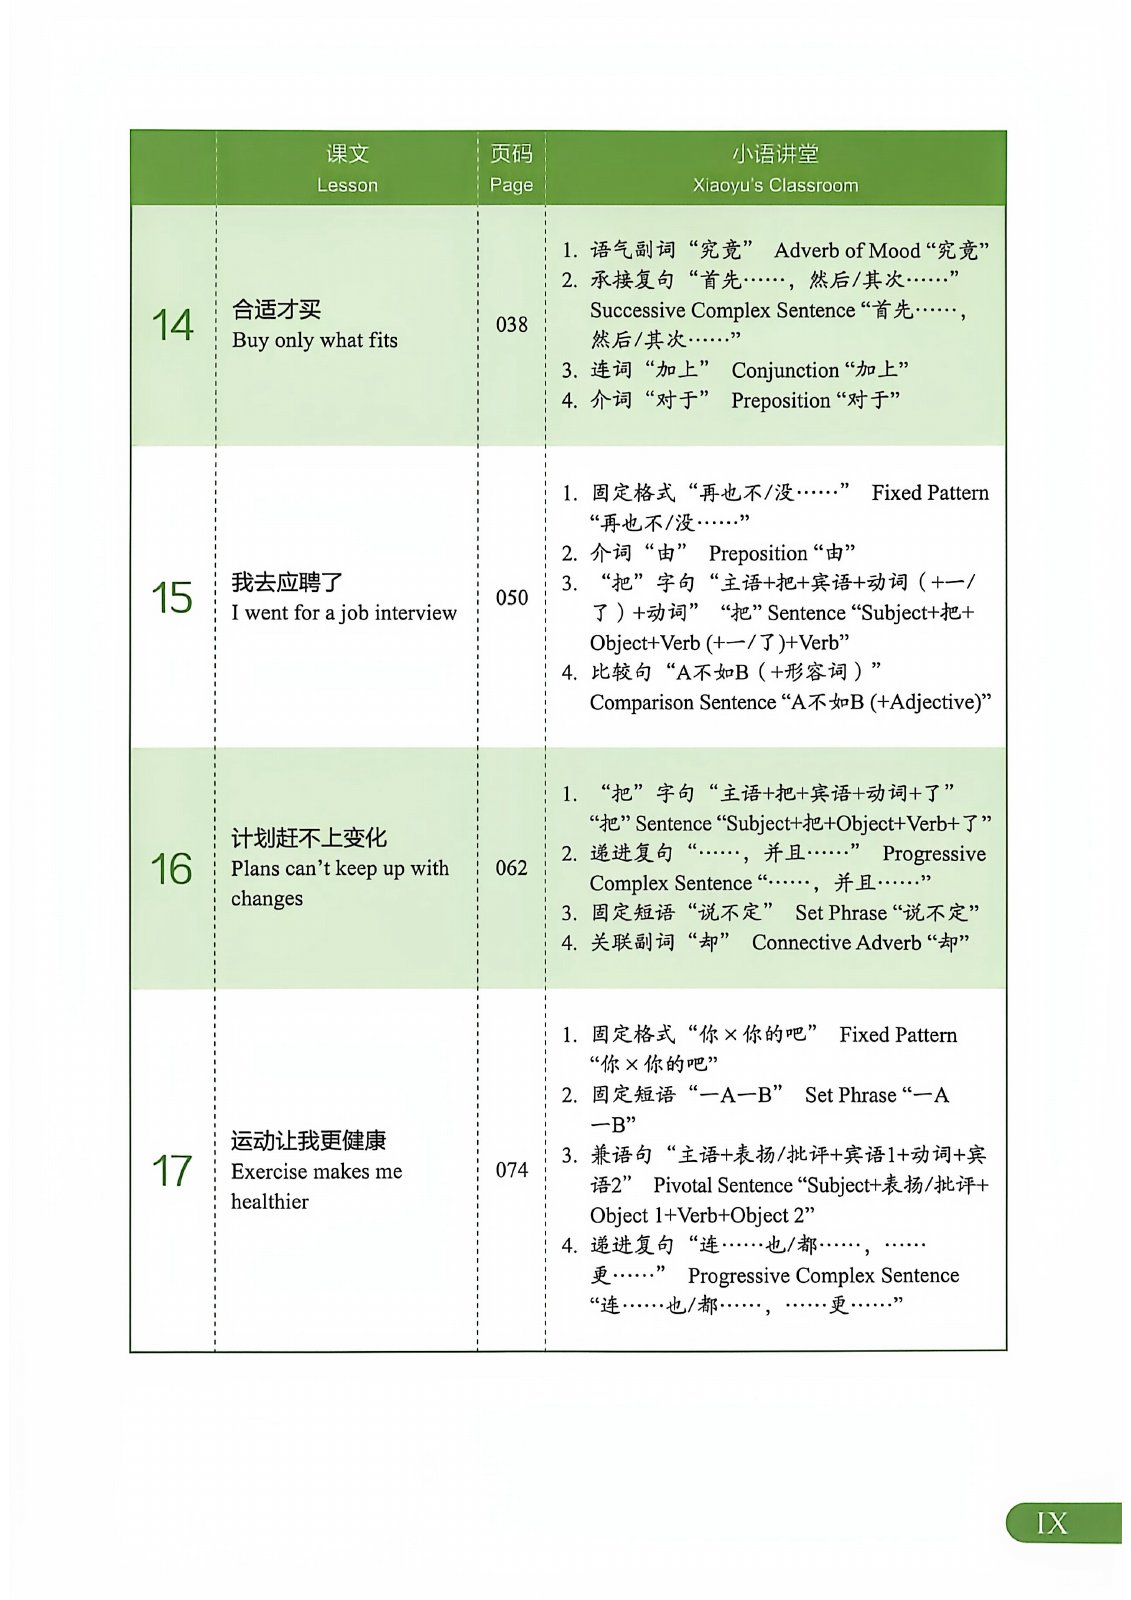 课文
Lesson
页码
Page
小语讲堂
Xiaoyu's Classroom
14
合适才买
Buy only what fits
038
1. 语气副词“究竟” Adverb of Mood “究竟”
2. 承接复句“首先……，然后/其次……”
Successive Complex Sentence “首先……，
然后/其次……”
3. 连词“加上” Conjunction “加上”
4. 介词“对于” Preposition “对于”
15
我去应聘了
I went for a job interview
050
1. 固定格式“再也不/没……” Fixed Pattern
“再也不/没……”
2. 介词“由” Preposition “由”
3. “把”字句“主语+把+宾语+动词（+一/
了）+动词” “把” Sentence “Subject+把+
Object+Verb (+一/了)+Verb”
4. 比较句“A不如B（+形容词）”
Comparison Sentence “A不如B (+Adjective)”
16
计划赶不上变化
Plans can’t keep up with
changes
062
1. “把”字句“主语+把+宾语+动词+了”
“把” Sentence “Subject+把+Object+Verb+了”
2. 递进复句“……，并且……” Progressive
Complex Sentence “……，并且……”
3. 固定短语“说不定” Set Phrase “说不定”
4. 关联副词“却” Connective Adverb “却”
17
运动让我更健康
Exercise makes me
healthier
074
1. 固定格式“你×你的吧” Fixed Pattern
“你×你的吧”
2. 固定短语“一A一B” Set Phrase “一A
一B”
3. 兼语句“主语+表扬/批评+宾语1+动词+宾
语2” Pivotal Sentence “Subject+表扬/批评+
Object 1+Verb+Object 2”
4. 递进复句“连……也/都……，……
更……” Progressive Complex Sentence
“连……也/都……，……更……”
IX